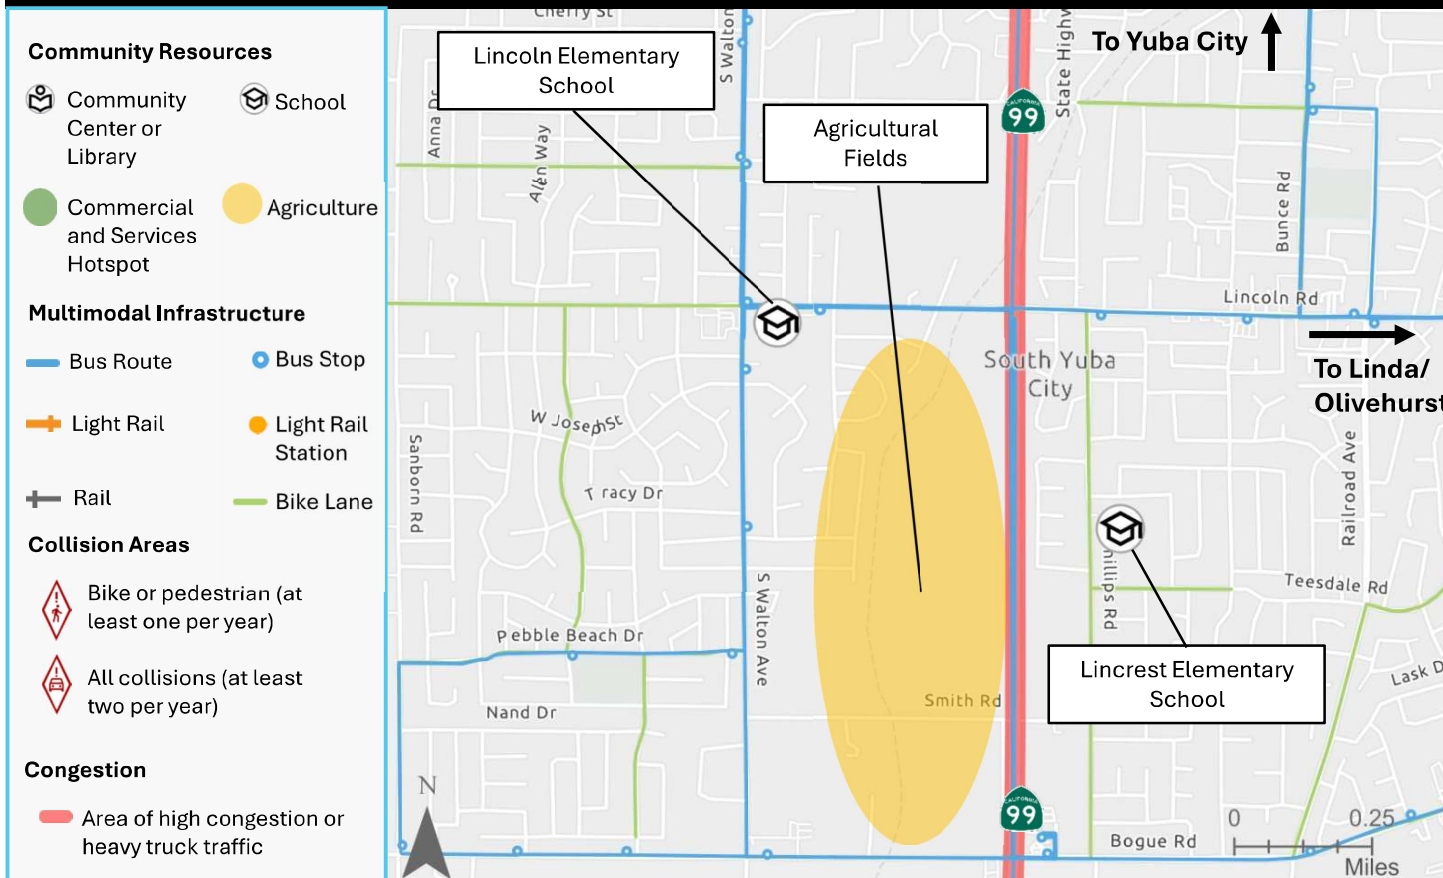 Community Resources
Community
Center or
Library
School
Commercial
and Services
Hotspot
Agriculture
Multimodal Infrastructure
Bus Route
Bus Stop
Light Rail
Light Rail
Station
Rail
Bike Lane
Collision Areas
Bike or pedestrian (at
least one per year)
All collisions (at least
two per year)
Congestion
Area of high congestion or
heavy truck traffic
Cherry St
S Walton
State Highw
To Yuba City
Lincoln Elementary
School
Agricultural
Fields
CALIFORNIA
99
Anna Dr
Allen Way
Bunce Rd
Lincoln Rd
South Yuba
City
To Linda/
Olivehurst
W Joseph St
Sanborn Rd
Tracy Dr
Railroad Ave
hillips Rd
Teesdale Rd
S Walton Ave
Pebble Beach Dr
Lincrest Elementary
School
Lask D
Smith Rd
Nand Dr
N
CALIFORNIA
99
Bogue Rd
0 0.25
Miles